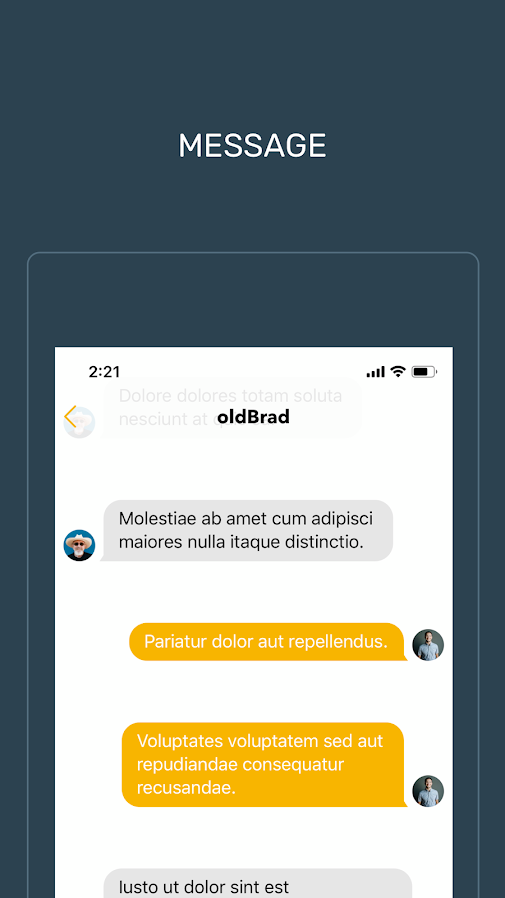 MESSAGE
2:21
Dolore dolores totam soluta
nesciunt at
oldBrad
Molestiae ab amet cum adipisci
maiores nulla itaque distinctio.
Pariatur dolor aut repellendus.
Voluptates voluptatem sed aut
repudiandae consequatur
recusandae.
Iusto ut dolor sint est